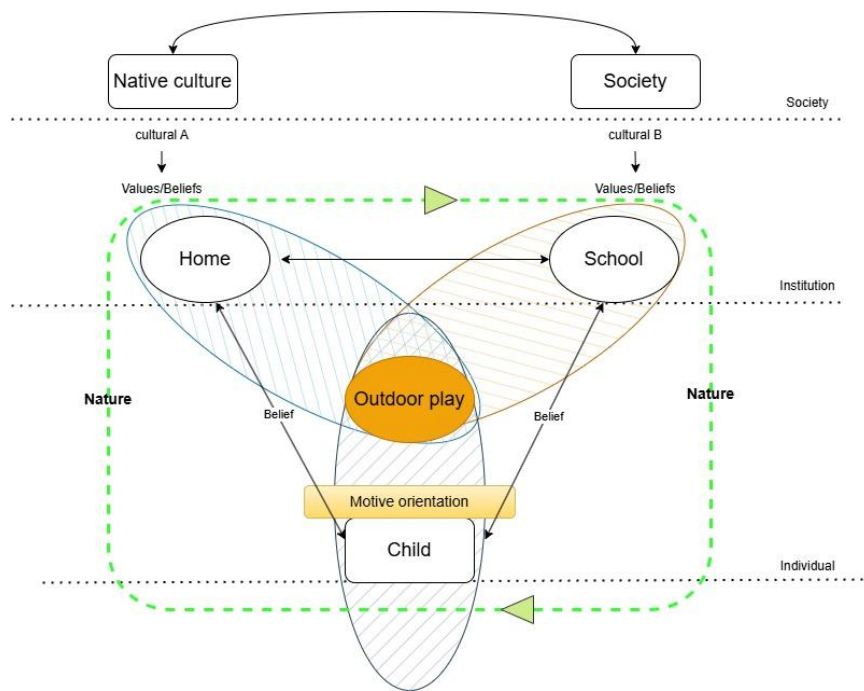 Native culture
Society
Society
cultural A
cultural B
Values/Beliefs
Values/Beliefs
Home
School
Institution
Nature
Nature
Outdoor play
Belief
Belief
Motive orientation
Child
Individual